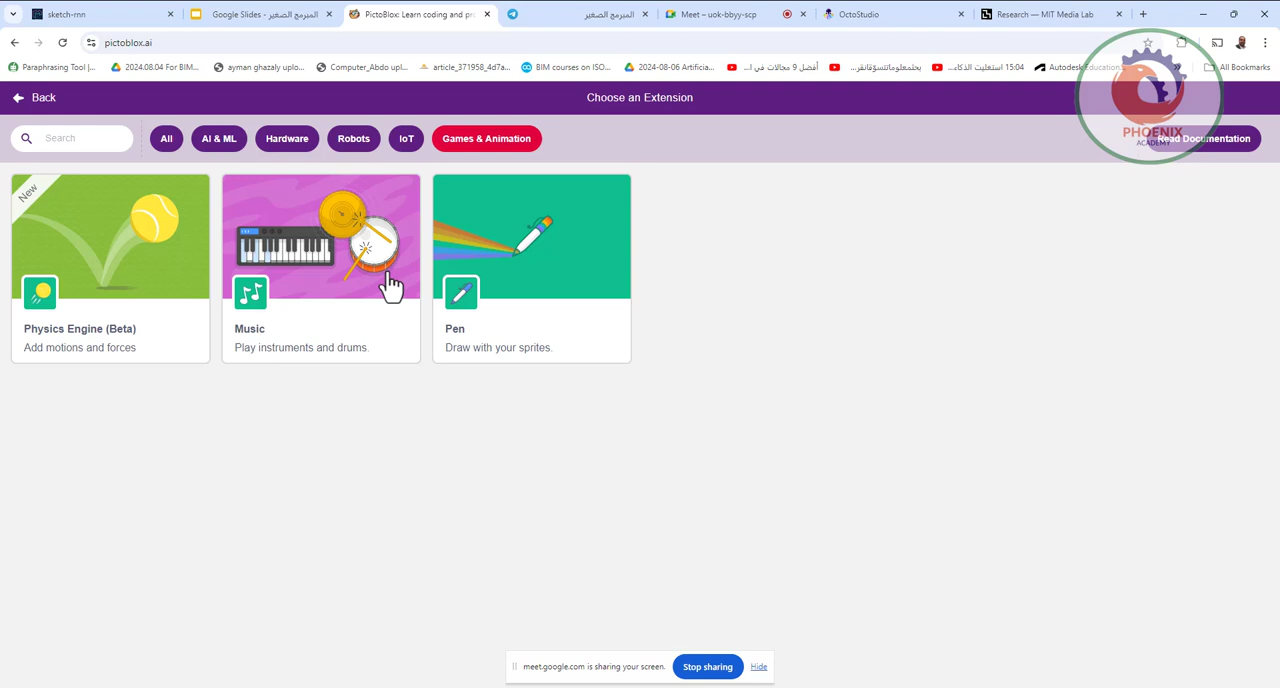 sketch-rnn
Google Slides - المبرمج الصغير
PictoBlox: Learn coding and pro
المبرمج الصغير
Meet – uok-bbyy-scp
OctoStudio
Research — MIT Media Lab
pictoblox.ai
Paraphrasing Tool |...
2024.08.04 For BIM...
ayman ghazaly uplo...
Computer_Abdo upl...
article_371958_4d7a...
BIM courses on ISO...
2024-08-06 Artificia...
أفضل 9 مجالات في ا...
15:04 استغليت الذكاء...
Autodesk Education
All Bookmarks
Back
Choose an Extension
Search
All
AI & ML
Hardware
Robots
IoT
Games & Animation
Read Documentation
PHOENIX
ACADEMY
New
Physics Engine (Beta)
Add motions and forces
Music
Play instruments and drums.
Pen
Draw with your sprites.
meet.google.com is sharing your screen.
Stop sharing
Hide